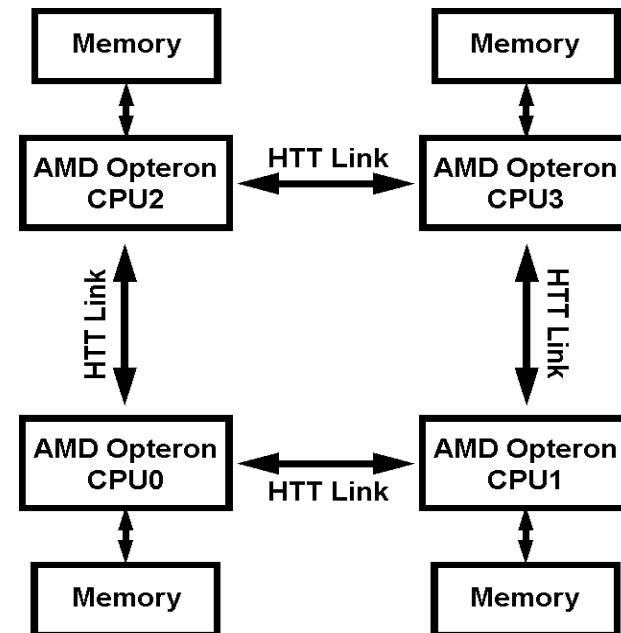 Memory
Memory
AMD Opteron
CPU2
HTT Link
AMD Opteron
CPU3
HTT Link
HTT Link
AMD Opteron
CPU0
HTT Link
AMD Opteron
CPU1
Memory
Memory